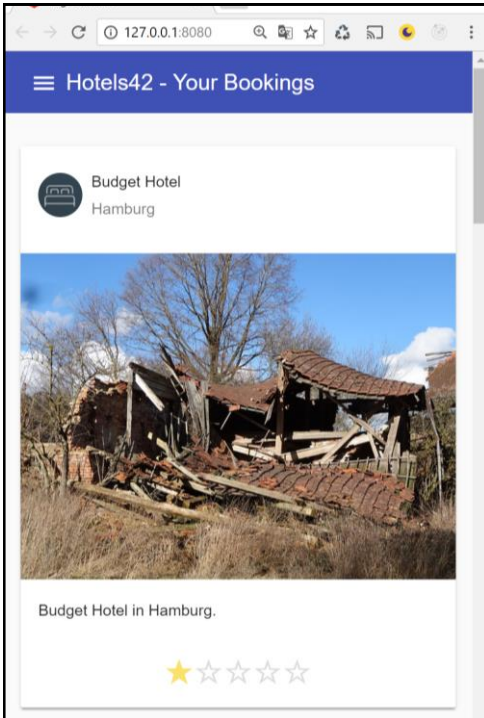 127.0.0.1:8080
Hotels42 - Your Bookings
Budget Hotel
Hamburg
Budget Hotel in Hamburg.